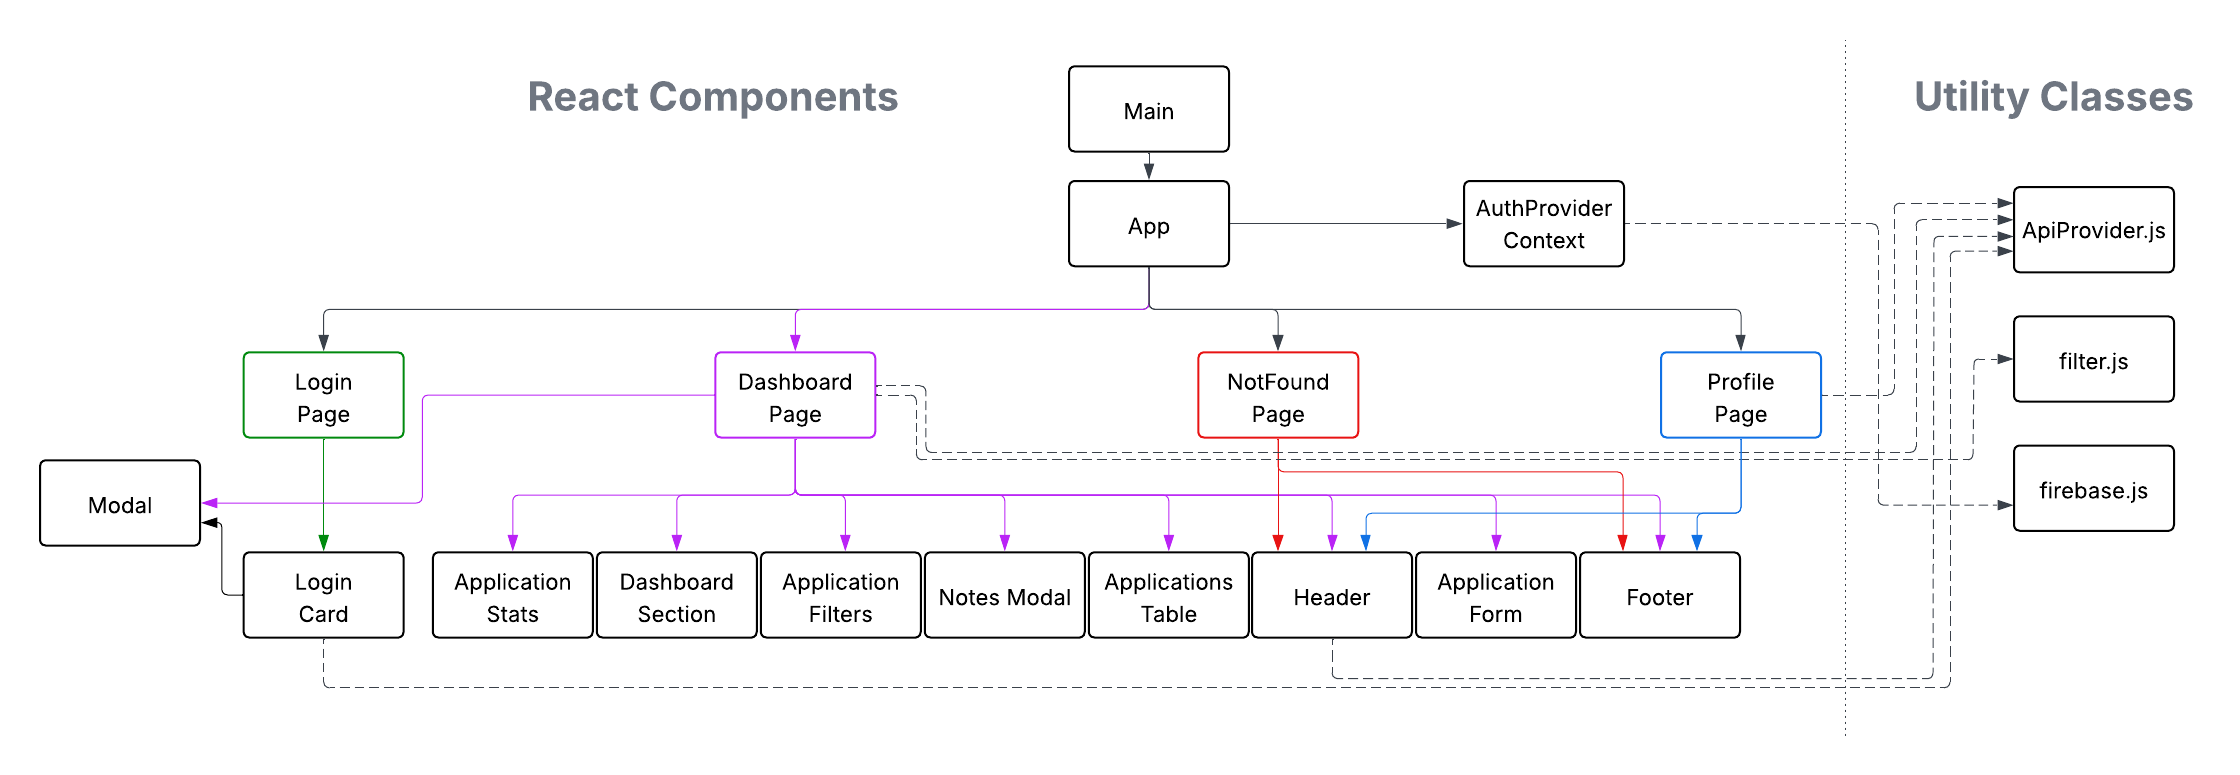 React Components
Utility Classes
Main
App
AuthProvider
Context
ApiProvider.js
filter.js
firebase.js
Login
Page
Dashboard
Page
NotFound
Page
Profile
Page
Modal
Login
Card
Application
Stats
Dashboard
Section
Application
Filters
Notes Modal
Applications
Table
Header
Application
Form
Footer